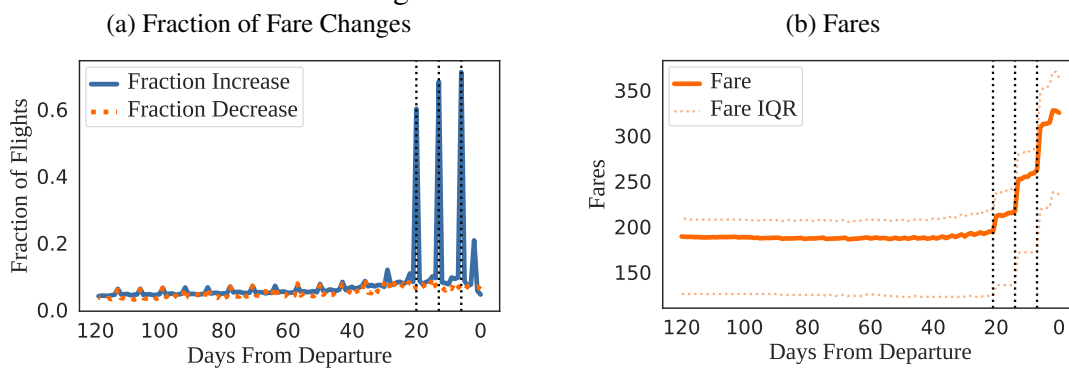 (a) Fraction of Fare Changes
Fraction Increase
Fraction Decrease
0.6
0.4
0.2
0.0
Fraction of Flights
120 100 80 60 40 20 0
Days From Departure
(b) Fares
Fare
Fare IQR
350
300
250
200
150
Fares
120 100 80 60 40 20 0
Days From Departure